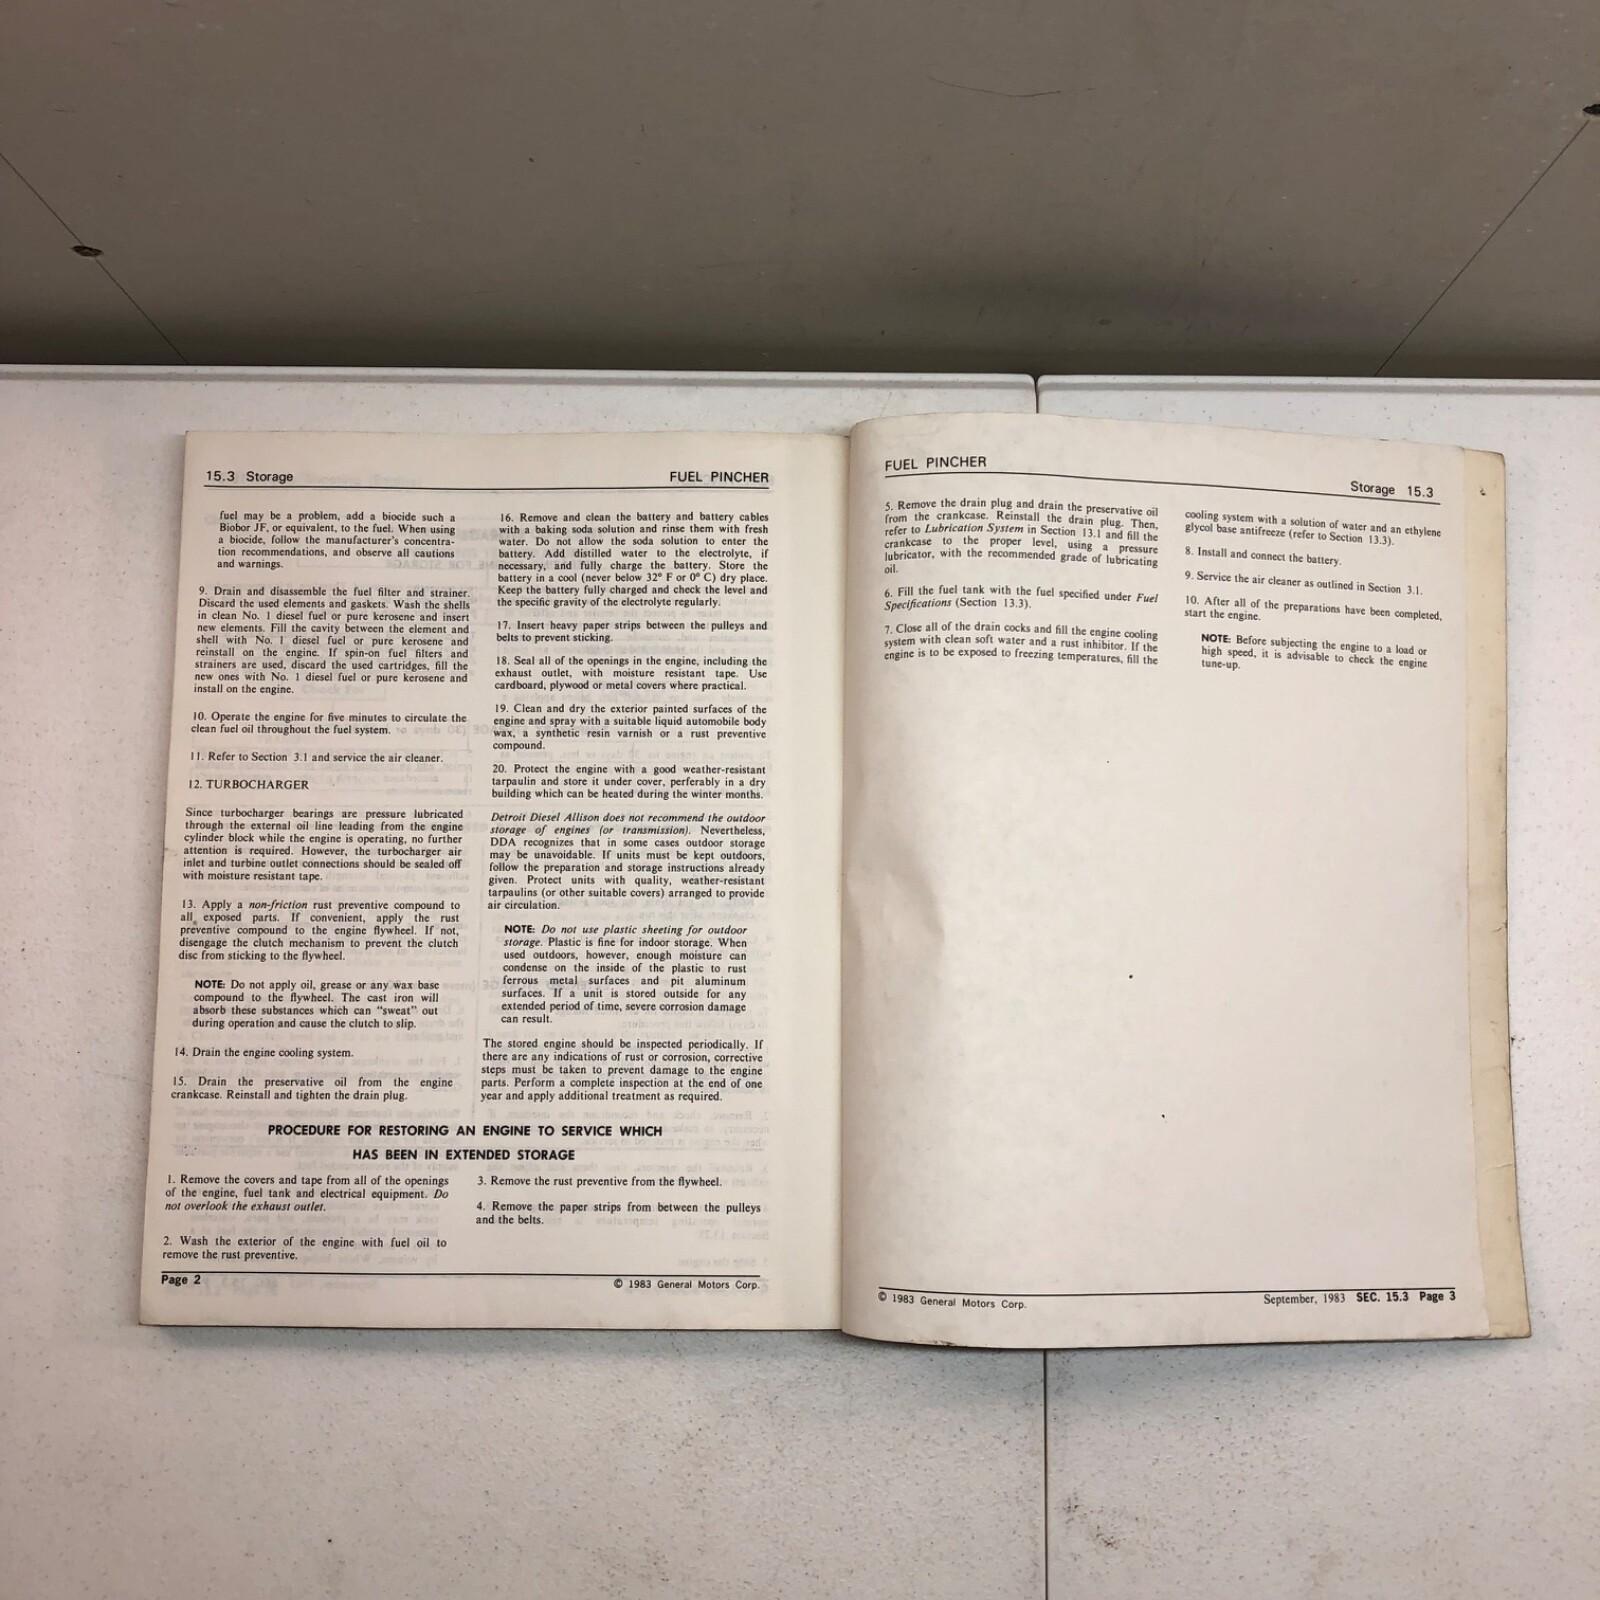 15.3 Storage FUEL PINCHER
fuel may be a problem, add a biocide such a
Biobor JF, or equivalent, to the fuel. When using
a biocide, follow the manufacturer's concentra-
tion recommendations, and observe all cautions
and warnings.
9. Drain and disassemble the fuel filter and strainer.
Discard the used elements and gaskets. Wash the shells
in clean No. 1 diesel fuel or pure kerosene and insert
new elements. Fill the cavity between the element and
shell with No. 1 diesel fuel or pure kerosene and
reinstall on the engine. If spin-on fuel filters and
strainers are used, discard the used cartridges, fill the
new ones with No. 1 diesel fuel or pure kerosene and
install on the engine.
10. Operate the engine for five minutes to circulate the
clean fuel oil throughout the fuel system.
11. Refer to Section 3.1 and service the air cleaner.
12. TURBOCHARGER
Since turbocharger bearings are pressure lubricated
through the external oil line leading from the engine
cylinder block while the engine is operating, no further
attention is required. However, the turbocharger air
inlet and turbine outlet connections should be sealed off
with moisture resistant tape.
13. Apply a non-friction rust preventive compound to
all exposed parts. If convenient, apply the rust
preventive compound to the engine flywheel. If not,
disengage the clutch mechanism to prevent the clutch
disc from sticking to the flywheel.
NOTE: Do not apply oil, grease or any wax base
compound to the flywheel. The cast iron will
absorb these substances which can "sweat" out
during operation and cause the clutch to slip.
14. Drain the engine cooling system.
15. Drain the preservative oil from the engine
crankcase. Reinstall and tighten the drain plug.
16. Remove and clean the battery and battery cables
with a baking soda solution and rinse them with fresh
water. Do not allow the soda solution to enter the
battery. Add distilled water to the electrolyte, if
necessary, and fully charge the battery. Store the
battery in a cool (never below 32° F or 0° C) dry place.
Keep the battery fully charged and check the level and
the specific gravity of the electrolyte regularly.
17. Insert heavy paper strips between the pulleys and
belts to prevent sticking.
18. Seal all of the openings in the engine, including the
exhaust outlet, with moisture resistant tape. Use
cardboard, plywood or metal covers where practical.
19. Clean and dry the exterior painted surfaces of the
engine and spray with a suitable liquid automobile body
wax, a synthetic resin varnish or a rust preventive
compound.
20. Protect the engine with a good weather-resistant
tarpaulin and store it under cover, perferably in a dry
building which can be heated during the winter months.
Detroit Diesel Allison does not recommend the outdoor
storage of engines (or transmission). Nevertheless,
DDA recognizes that in some cases outdoor storage
may be unavoidable. If units must be kept outdoors,
follow the preparation and storage instructions already
given. Protect units with quality, weather-resistant
tarpaulins (or other suitable covers) arranged to provide
air circulation.
NOTE: Do not use plastic sheeting for outdoor
storage. Plastic is fine for indoor storage. When
used outdoors, however, enough moisture can
condense on the inside of the plastic to rust
ferrous metal surfaces and pit aluminum
surfaces. If a unit is stored outside for any
extended period of time, severe corrosion damage
can result.
The stored engine should be inspected periodically. If
there are any indications of rust or corrosion, corrective
steps must be taken to prevent damage to the engine
parts. Perform a complete inspection at the end of one
year and apply additional treatment as required.
PROCEDURE FOR RESTORING AN ENGINE TO SERVICE WHICH
HAS BEEN IN EXTENDED STORAGE
1. Remove the covers and tape from all of the openings
of the engine, fuel tank and electrical equipment. Do
not overlook the exhaust outlet.
2. Wash the exterior of the engine with fuel oil to
remove the rust preventive.
3. Remove the rust preventive from the flywheel.
4. Remove the paper strips from between the pulleys
and the belts.
Page 2 © 1983 General Motors Corp.
FUEL PINCHER Storage 15.3
5. Remove the drain plug and drain the preservative oil
from the crankcase. Reinstall the drain plug. Then,
refer to Lubrication System in Section 13.1 and fill the
crankcase to the proper level, using a pressure
lubricator, with the recommended grade of lubricating
oil.
6. Fill the fuel tank with the fuel specified under Fuel
Specifications (Section 13.3).
7. Close all of the drain cocks and fill the engine cooling
system with clean soft water and a rust inhibitor. If the
engine is to be exposed to freezing temperatures, fill the
cooling system with a solution of water and an ethylene
glycol base antifreeze (refer to Section 13.3).
8. Install and connect the battery.
9. Service the air cleaner as outlined in Section 3.1.
10. After all of the preparations have been completed,
start the engine.
NOTE: Before subjecting the engine to a load or
high speed, it is advisable to check the engine
tune-up.
© 1983 General Motors Corp. September, 1983 SEC. 15.3 Page 3